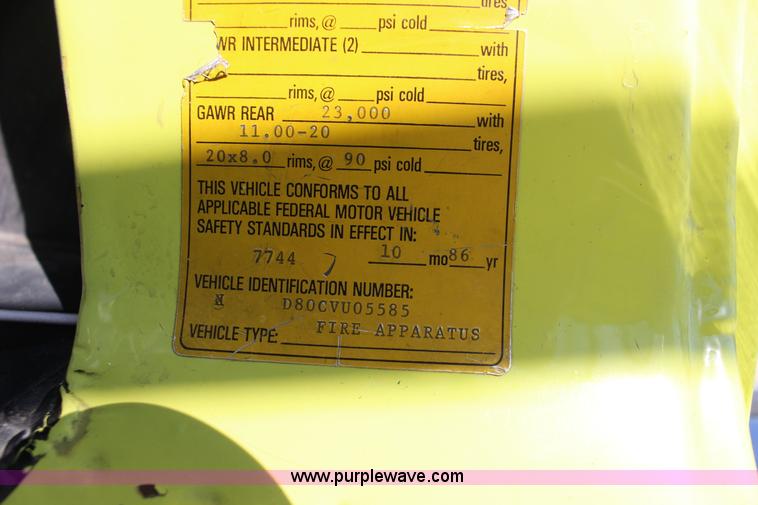 tires
rims,@ psi cold
WR INTERMEDIATE (2) with
tires,
rims,@ psi cold
GAWR REAR 23,000 with
11.00-20 tires,
20x8.0 rims,@ 90 psi cold
THIS VEHICLE CONFORMS TO ALL
APPLICABLE FEDERAL MOTOR VEHICLE
SAFETY STANDARDS IN EFFECT IN:
7744 10 mo 86 yr
VEHICLE IDENTIFICATION NUMBER:
D80CVU05585
VEHICLE TYPE: FIRE APPARATUS
www.purplewave.com